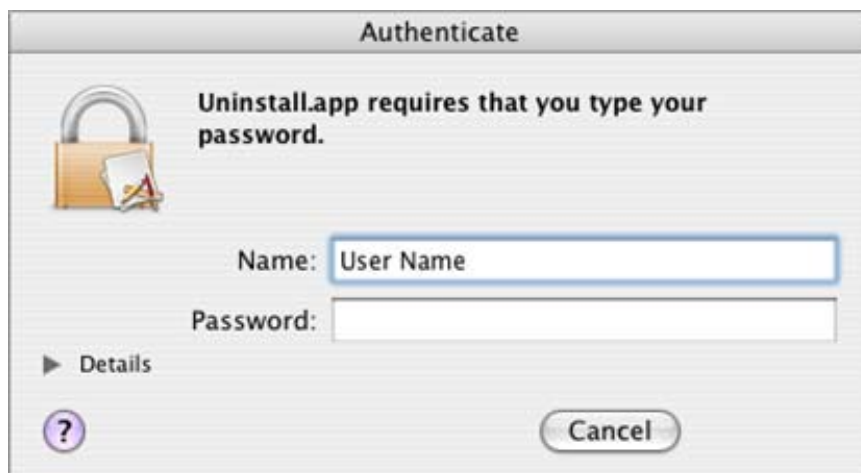 Authenticate
Uninstall.app requires that you type your
password.
Name: User Name
Password:
Details
? Cancel